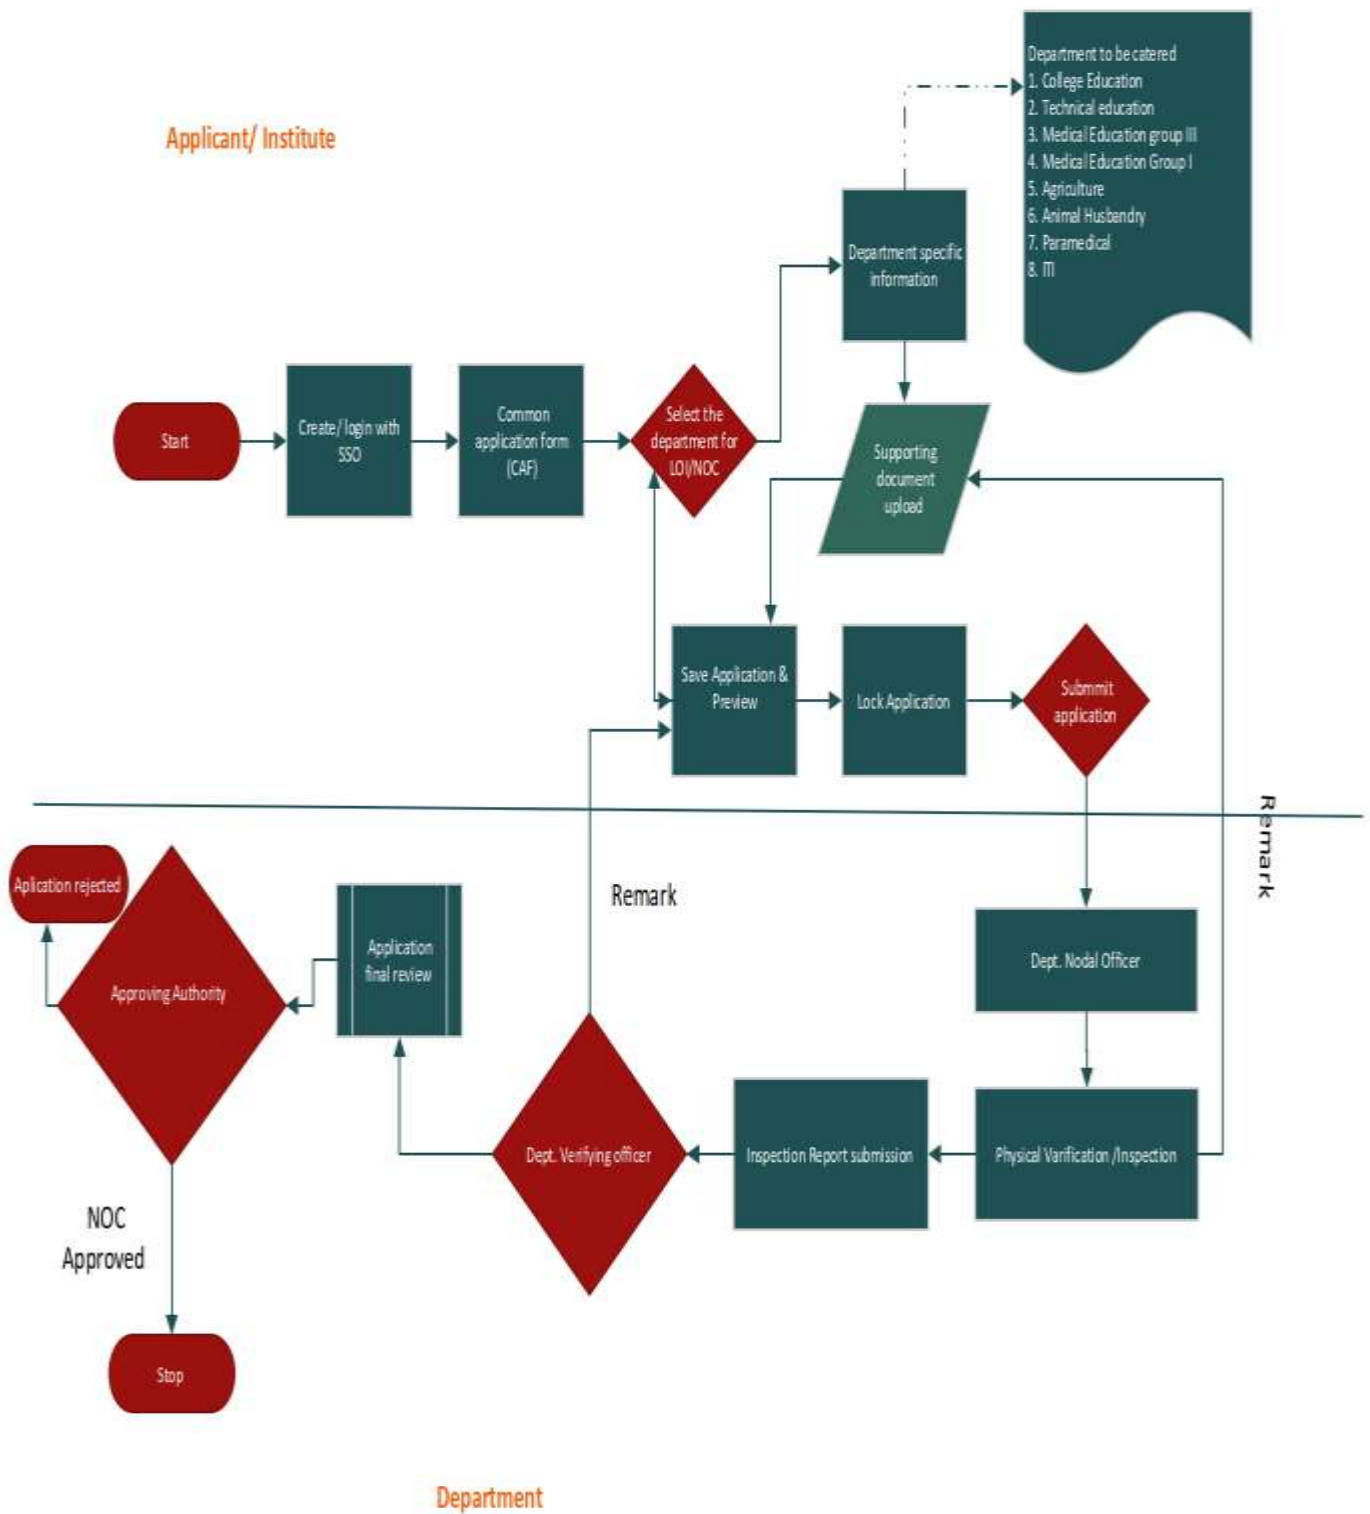 Department to be catered
1. College Education
2. Technical education
3. Medical Education group III
4. Medical Education Group I
5. Agriculture
6. Animal Husbandry
7. Paramedical
8. ITI
Applicant/ Institute
Department specific
information
Start
Create/ login with
SSO
Common
application form
(CAF)
Select the
department for
LOI/NOC
Supporting
document
upload
Save Application &
Preview
Lock Application
Submmit
application
Remark
Aplication rejected
Approving Authority
Application
final review
Remark
Dept. Nodal Officer
Dept. Verifying officer
Inspection Report submission
Physical Varification /Inspection
NOC
Approved
Stop
Department